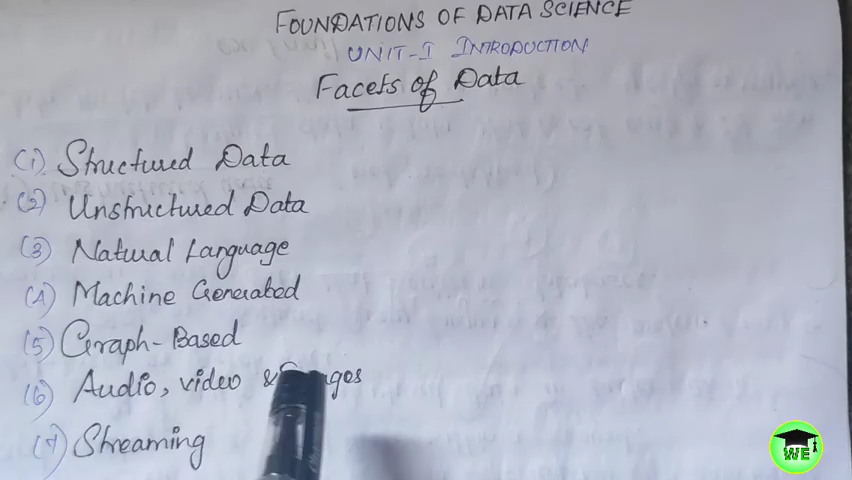 FOUNDATIONS OF DATA SCIENCE
UNIT-I INTRODUCTION
Facets of Data
(1) Structured Data
(2) Unstructured Data
(3) Natural Language
(4) Machine Generated
(5) Graph-Based
(6) Audio, video &
(7) Streaming
WE